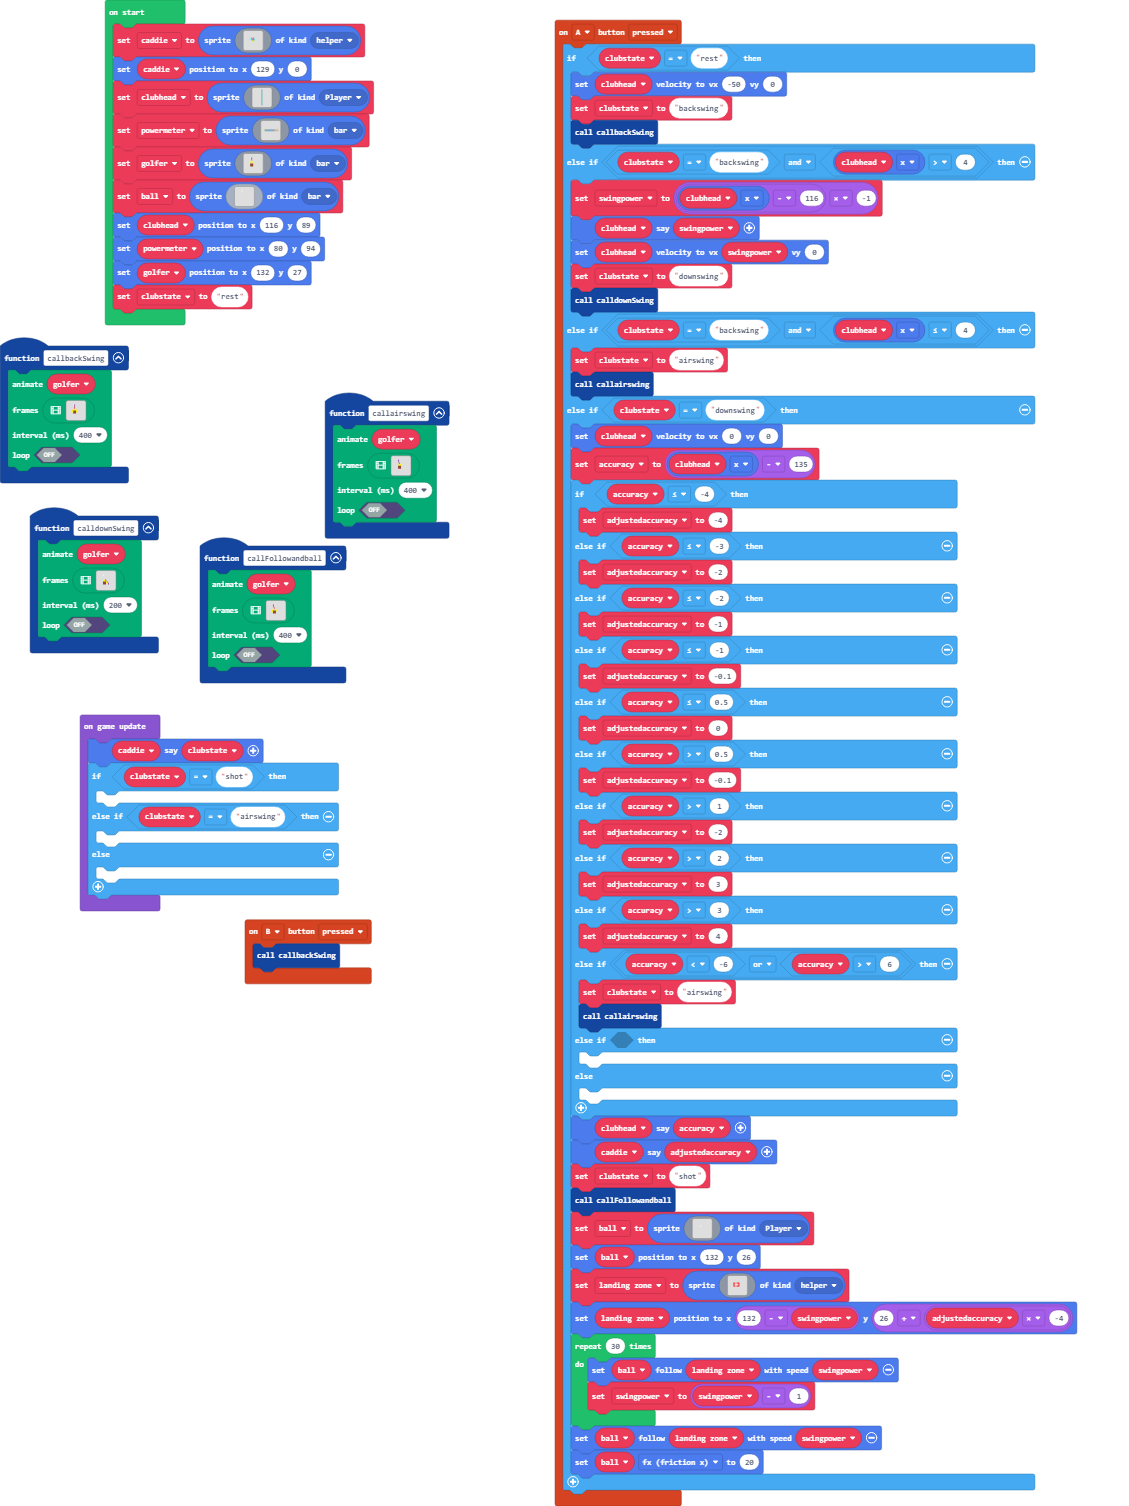 on start
set caddie to sprite of kind helper
set caddie position to x 129 y 0
set clubhead to sprite of kind Player
set powermeter to sprite of kind bar
set golfer to sprite of kind bar
set ball to sprite of kind bar
set clubhead position to x 116 y 89
set powermeter position to x 80 y 94
set golfer position to x 132 y 27
set clubstate to "rest"
function callbackSwing
animate golfer
frames
interval (ms) 400
loop OFF
function callairswing
animate golfer
frames
interval (ms) 400
loop OFF
function calldownSwing
animate golfer
frames
interval (ms) 200
loop OFF
function callFollowandball
animate golfer
frames
interval (ms) 400
loop OFF
on game update
caddie say clubstate
if clubstate = "shot" then
else if clubstate = "airswing" then
else
on B button pressed
call callbackSwing
on A button pressed
if clubstate = "rest" then
set clubhead velocity to vx -50 vy 0
set clubstate to "backswing"
call callbackSwing
else if clubstate = "backswing" and clubhead x > 4 then
set swingpower to clubhead x - 116 × -1
clubhead say swingpower
set clubhead velocity to vx swingpower vy 0
set clubstate to "downswing"
call calldownSwing
else if clubstate = "backswing" and clubhead x ≤ 4 then
set clubstate to "airswing"
call callairswing
else if clubstate = "downswing" then
set clubhead velocity to vx 0 vy 0
set accuracy to clubhead x - 135
if accuracy ≤ -4 then
set adjustedaccuracy to -4
else if accuracy ≤ -3 then
set adjustedaccuracy to -2
else if accuracy ≤ -2 then
set adjustedaccuracy to -1
else if accuracy ≤ -1 then
set adjustedaccuracy to -0.1
else if accuracy ≤ 0.5 then
set adjustedaccuracy to 0
else if accuracy > 0.5 then
set adjustedaccuracy to -0.1
else if accuracy > 1 then
set adjustedaccuracy to -2
else if accuracy > 2 then
set adjustedaccuracy to 3
else if accuracy > 3 then
set adjustedaccuracy to 4
else if accuracy < -6 or accuracy > 6 then
set clubstate to "airswing"
call callairswing
else if then
else
clubhead say accuracy
caddie say adjustedaccuracy
set clubstate to "shot"
call callFollowandball
set ball to sprite of kind Player
set ball position to x 132 y 26
set landing zone to sprite of kind helper
set landing zone position to x 132 - swingpower y 26 + adjustedaccuracy × -4
repeat 30 times
do set ball follow landing zone with speed swingpower
set swingpower to swingpower - 1
set ball follow landing zone with speed swingpower
set ball fx (friction x) to 20